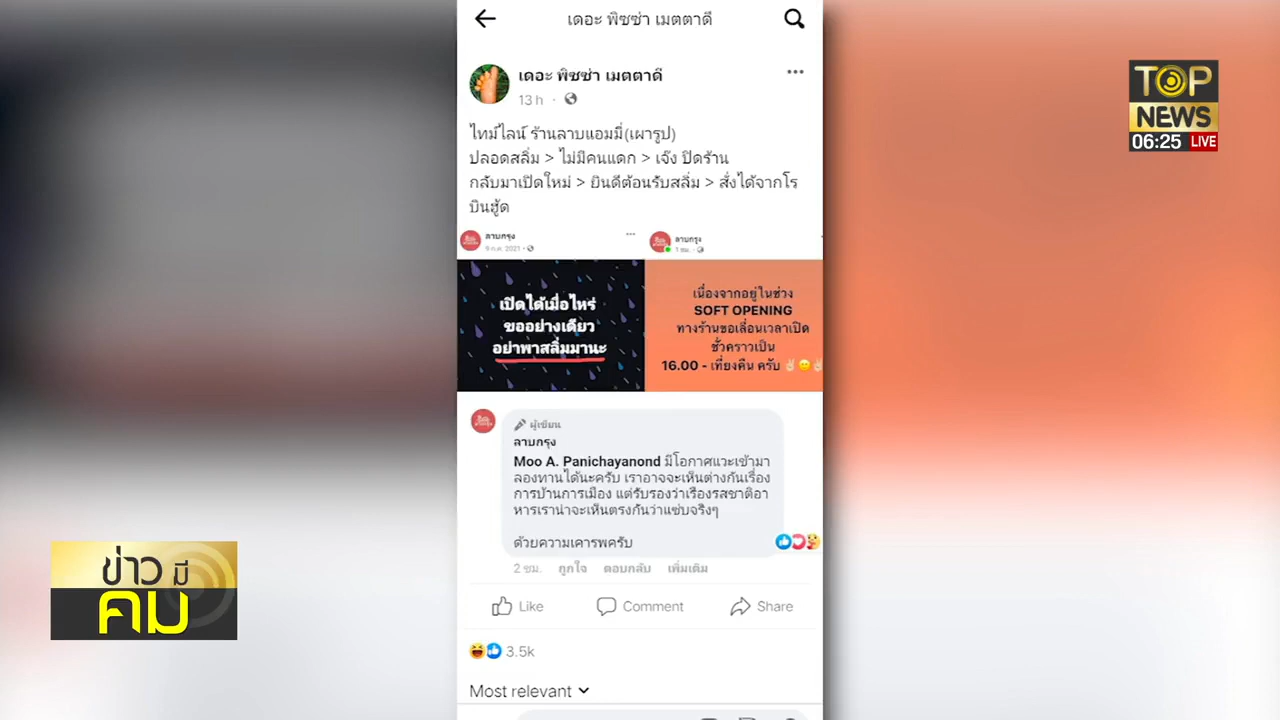 เดอะ พิซซ่า เมตตาดี
เดอะ พิซซ่า เมตตาดี
13 h
ไทม์ไลน์ ร้านลาบแอมมี่(เผารูป)
ปลอดสลิ่ม > ไม่มีคนแดก > เจ๊ง ปิดร้าน
กลับมาเปิดใหม่ > ยินดีต้อนรับสลิ่ม > สั่งได้จากโร
บินฮู้ด
ลาบกรุง
9 ก.ค. 2021
เปิดได้เมื่อไหร่
ขออย่างเดียว
อย่าพาสลิ่มมานะ
ลาบกรุง
1 ชม.
เนื่องจากอยู่ในช่วง
SOFT OPENING
ทางร้านขอเลื่อนเวลาเปิด
ชั่วคราวเป็น
16.00 - เที่ยงคืน ครับ ✌🏻🙂✌🏻
ผู้เขียน
ลาบกรุง
Moo A. Panichayanond มีโอกาสแวะเข้ามา
ลองทานได้นะครับ เราอาจจะเห็นต่างกันเรื่อง
การบ้านการเมือง แต่รับรองว่าเรื่องรสชาติอา
หารเราน่าจะเห็นตรงกันว่าแซ่บจริงๆ
ด้วยความเคารพครับ
2 ชม. ถูกใจ ตอบกลับ เพิ่มเติม
Like Comment Share
3.5k
Most relevant
TOP
NEWS
06:25 LIVE
ข่าวมี
คม